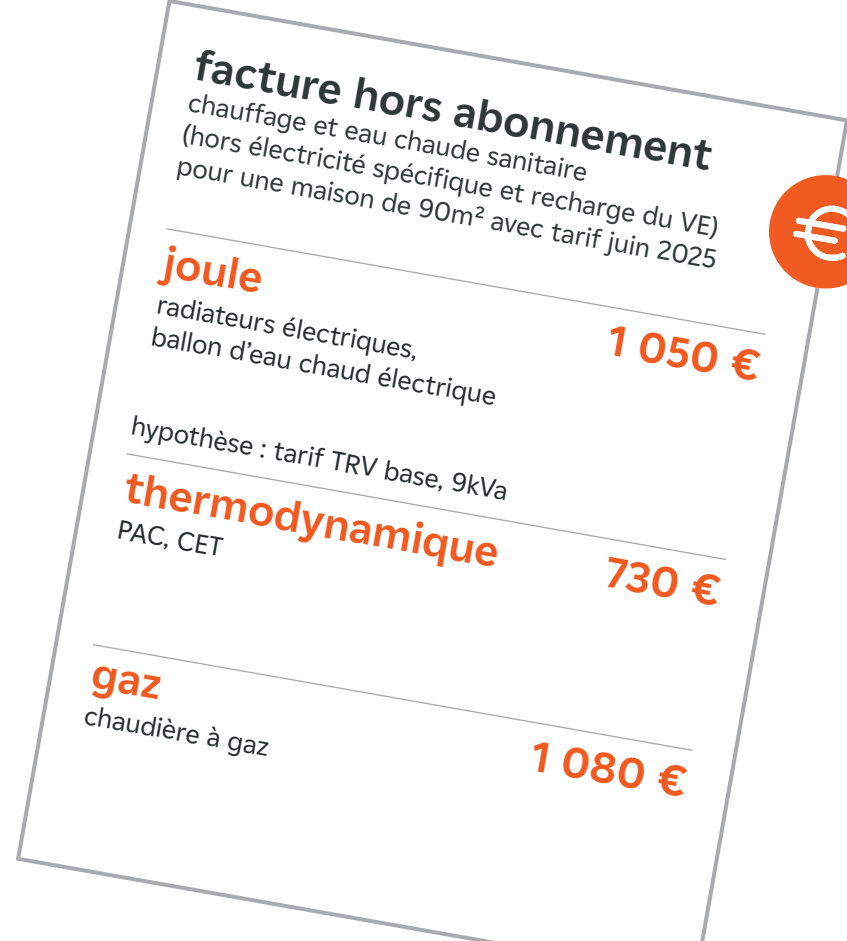 facture hors abonnement
chauffage et eau chaude sanitaire
(hors électricité spécifique et recharge du VE)
pour une maison de 90m² avec tarif juin 2025
€
joule
1 050 €
radiateurs électriques,
ballon d’eau chaud électrique
hypothèse : tarif TRV base, 9kVa
thermodynamique
730 €
PAC, CET
gaz
1 080 €
chaudière à gaz